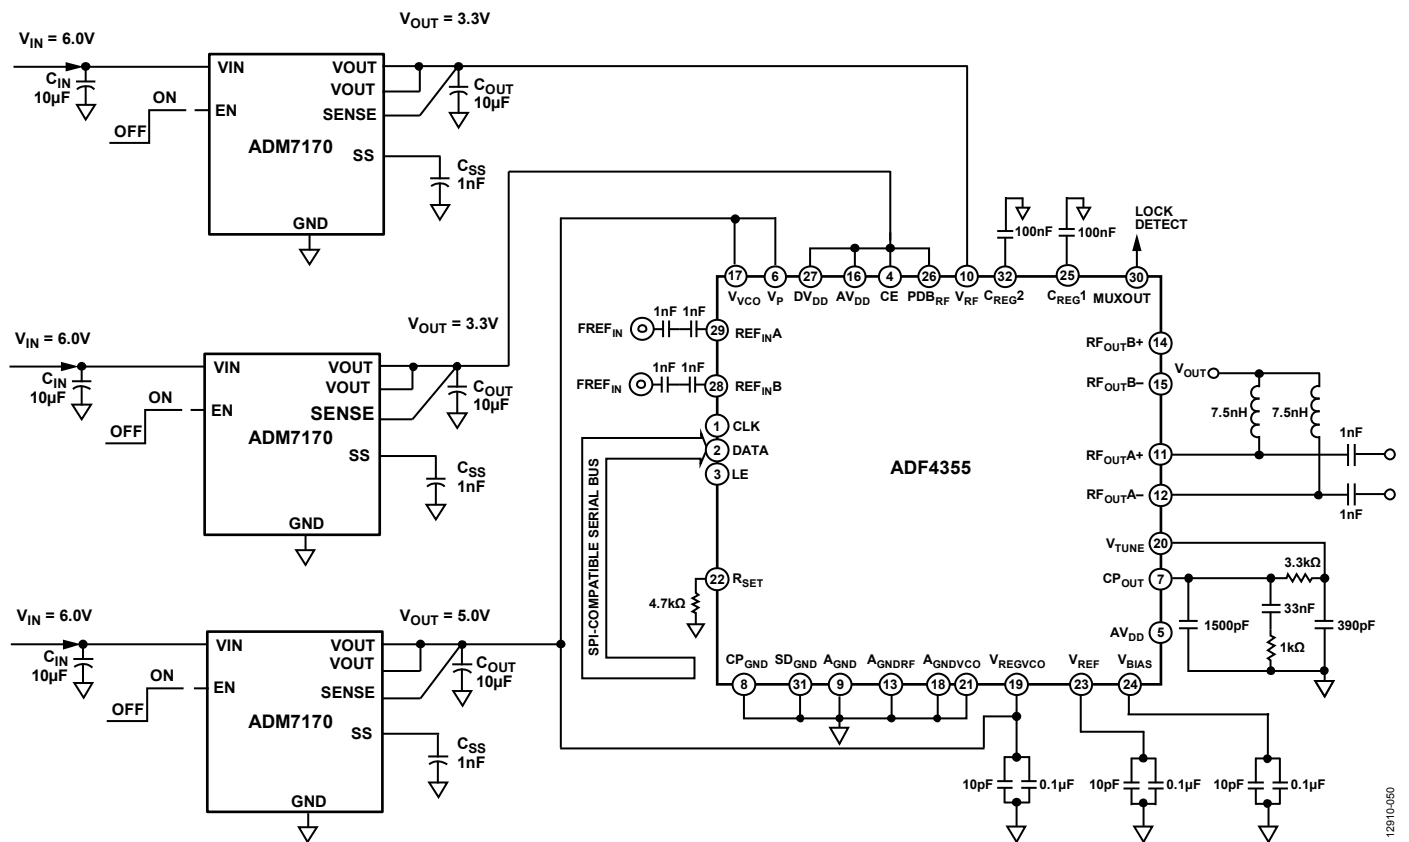 VOUT = 3.3V
VIN = 6.0V
CIN
10µF
ON
OFF
VIN
EN
ADM7170
VOUT
VOUT
SENSE
SS
GND
COUT
10µF
CSS
1nF
VOUT = 3.3V
VIN = 6.0V
CIN
10µF
ON
OFF
VIN
EN
ADM7170
VOUT
VOUT
SENSE
SS
GND
COUT
10µF
CSS
1nF
VOUT = 5.0V
VIN = 6.0V
CIN
10µF
ON
OFF
VIN
EN
ADM7170
VOUT
VOUT
SENSE
SS
GND
COUT
10µF
CSS
1nF
100nF
100nF
LOCK
DETECT
17 6 27 16 4 26 10 32 25 30
VVCO VP DVDD AVDD CE PDBRF VRF CREG2 CREG1 MUXOUT
FREFIN 1nF 1nF 29 REFINA
FREFIN 1nF 1nF 28 REFINB
1 CLK
2 DATA
3 LE
SPI-COMPATIBLE SERIAL BUS
22 RSET
4.7kΩ
ADF4355
RFOUTB+ 14
RFOUTB– 15
VOUT
7.5nH 7.5nH
RFOUTA+ 11
1nF
RFOUTA– 12
1nF
VTUNE 20
CPOUT 7
3.3kΩ
33nF
1500pF
1kΩ
390pF
AVDD 5
CPGND SDGND AGND AGNDRF AGNDVCO VREGVCO VREF VBIAS
8 31 9 13 18 21 19 23 24
10pF 0.1µF
10pF 0.1µF
10pF 0.1µF
12910-050